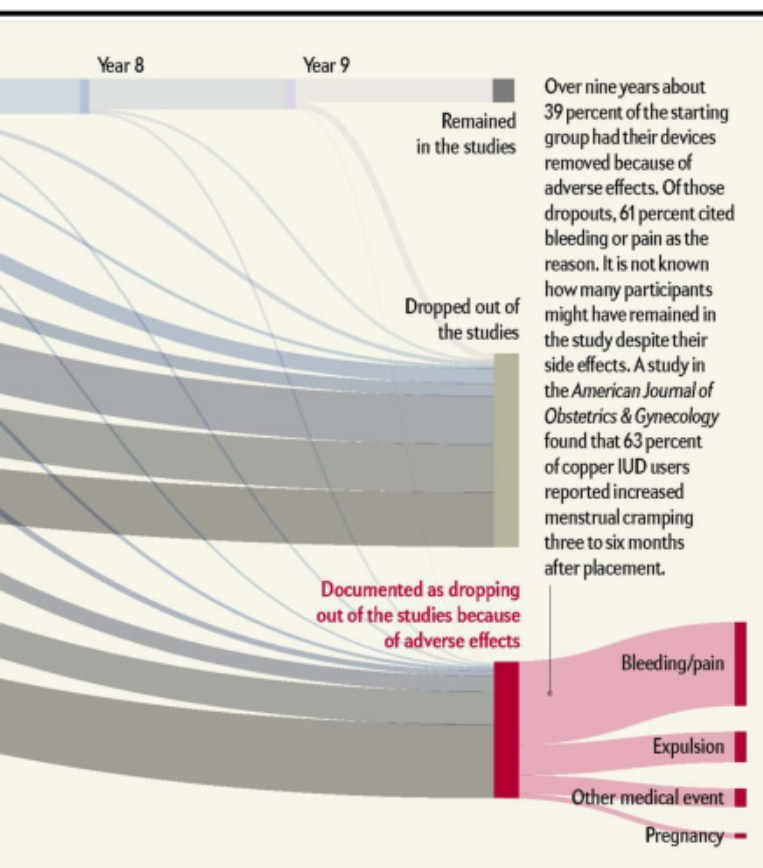 Year 8
Year 9
Remained
in the studies
Over nine years about
39 percent of the starting
group had their devices
removed because of
adverse effects. Of those
dropouts, 61 percent cited
bleeding or pain as the
reason. It is not known
how many participants
might have remained in
the study despite their
side effects. A study in
the American Journal of
Obstetrics & Gynecology
found that 63 percent
of copper IUD users
reported increased
menstrual cramping
three to six months
after placement.
Dropped out of
the studies
Documented as dropping
out of the studies because
of adverse effects
Bleeding/pain
Expulsion
Other medical event
Pregnancy